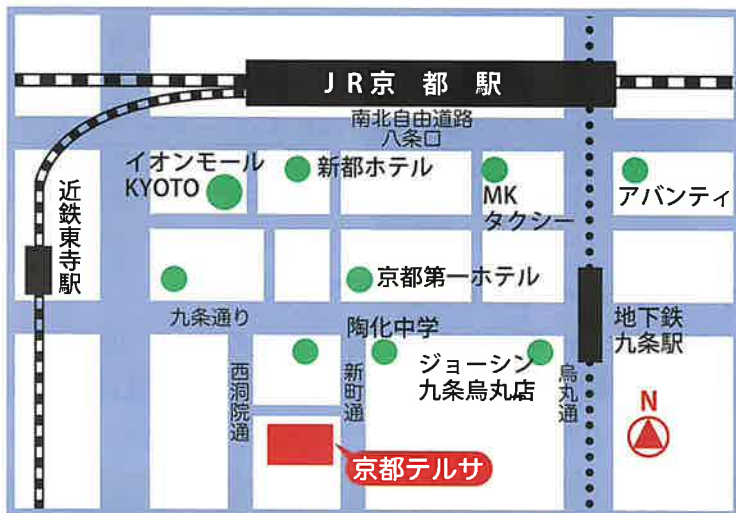 JR京都駅
南北自由道路
八条口
イオンモール
KYOTO
新都ホテル
MK
タクシー
アバンティ
近鉄東寺駅
京都第一ホテル
九条通り
陶化中学
地下鉄
九条駅
ジョーシン
九条烏丸店
西洞院通
新町通
烏丸通
N
京都テルサ